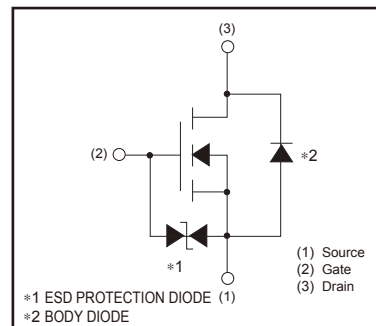 (3)
(2)
∗2
∗1
(1)
(1) Source
(2) Gate
(3) Drain
∗1 ESD PROTECTION DIODE
∗2 BODY DIODE